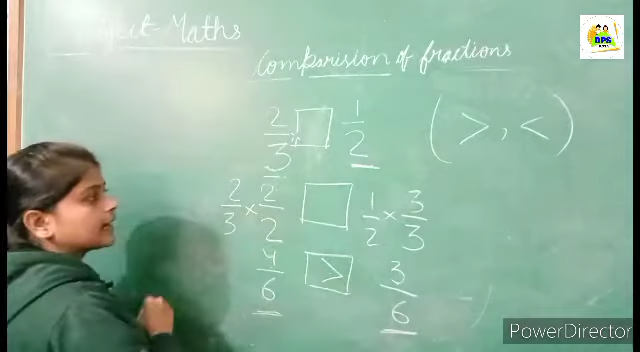 Subject-Maths
Comparision of fractions
2/3 □ 1/2 (>, <)
2/3 × 2/2 □ 1/2 × 3/3
4/6 > 3/6
DPS
PowerDirector